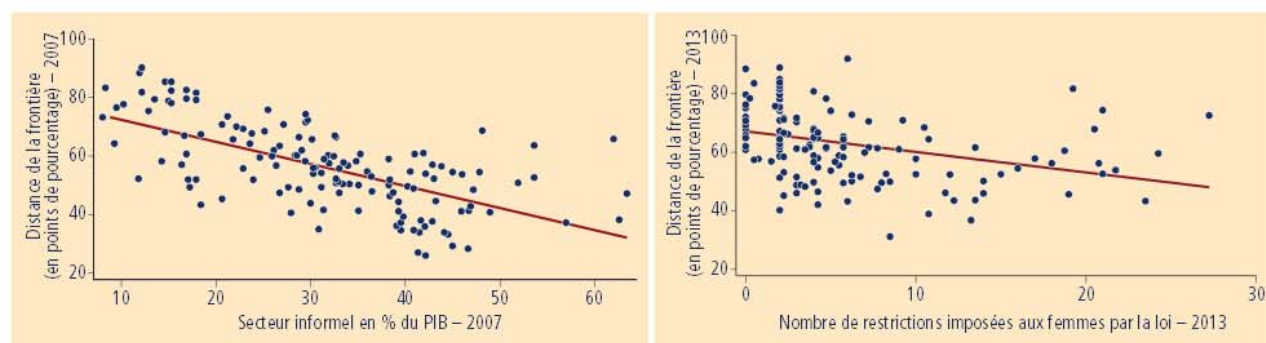 Distance de la frontière
(en points de pourcentage) – 2007
100
80
60
40
20
10 20 30 40 50 60
Secteur informel en % du PIB – 2007
Distance de la frontière
(en points de pourcentage) – 2013
100
80
60
40
20
0 10 20 30
Nombre de restrictions imposées aux femmes par la loi – 2013